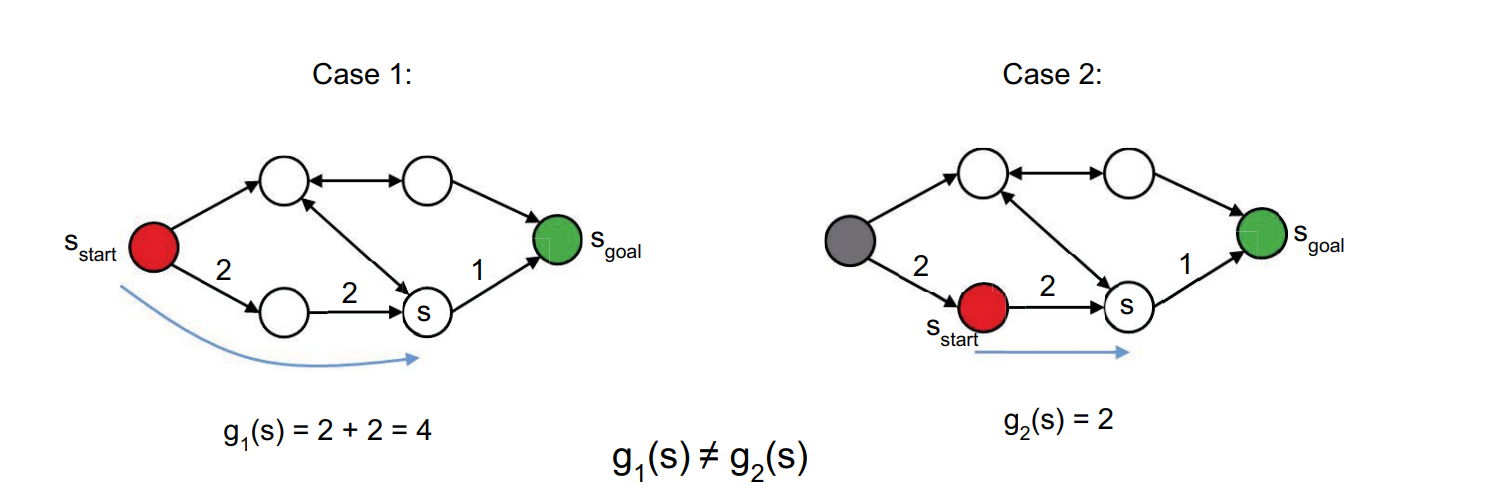 Case 1:
Case 2:
s_start
2
2
s
1
s_goal
2
s_start
2
s
1
s_goal
g_1(s) = 2 + 2 = 4
g_2(s) = 2
g_1(s) ≠ g_2(s)